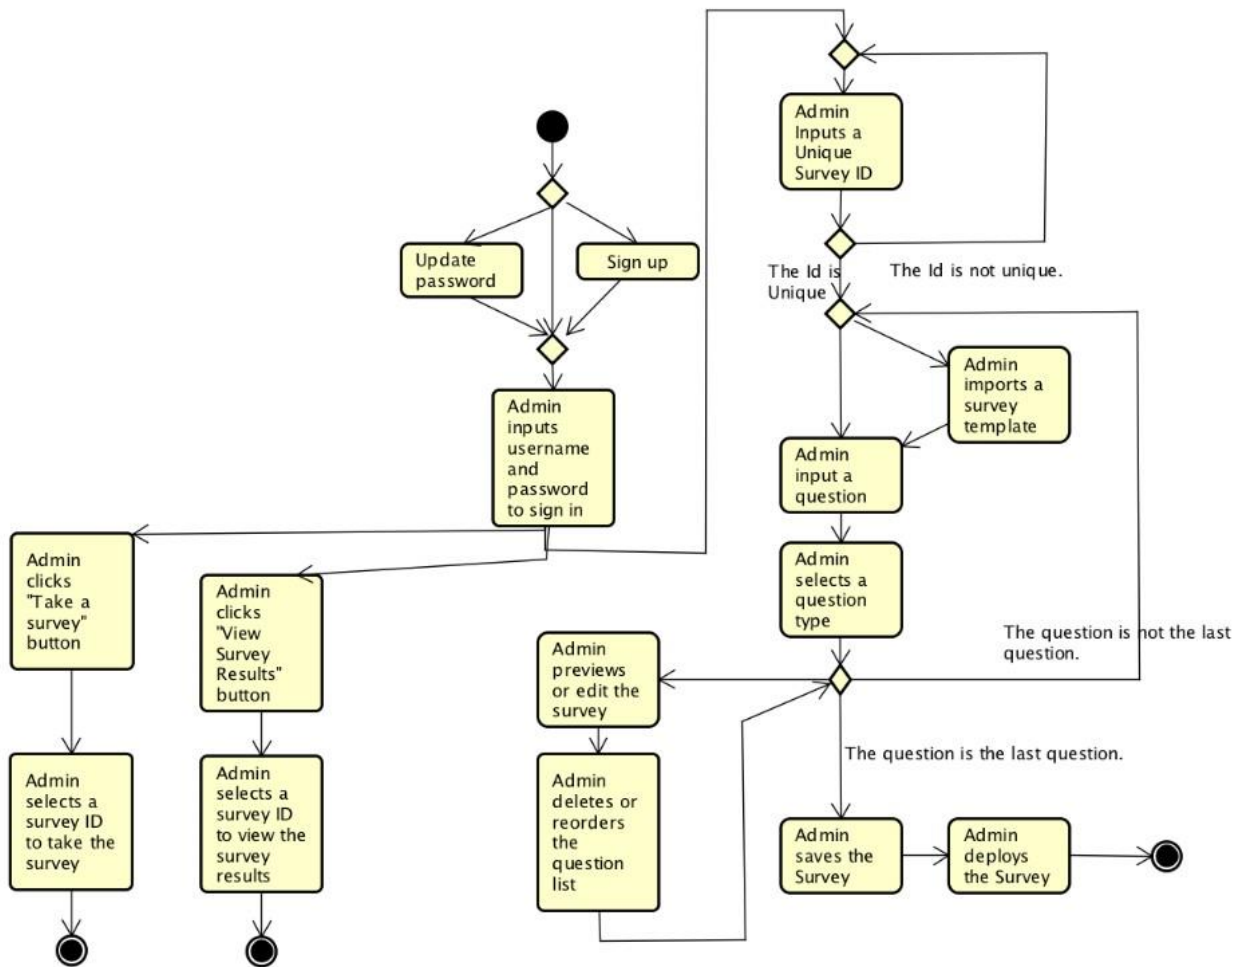 Admin
Inputs a
Unique
Survey ID
Update
password
Sign up
The Id is
Unique
The Id is not unique.
Admin
imports a
survey
template
Admin
inputs
username
and
password
to sign in
Admin
input a
question
Admin
selects a
question
type
Admin
clicks
"Take a
survey"
button
Admin
clicks
"View
Survey
Results"
button
Admin
previews
or edit the
survey
The question is not the last
question.
The question is the last question.
Admin
selects a
survey ID
to take the
survey
Admin
selects a
survey ID
to view the
survey
results
Admin
deletes or
reorders
the
question
list
Admin
saves the
Survey
Admin
deploys
the Survey